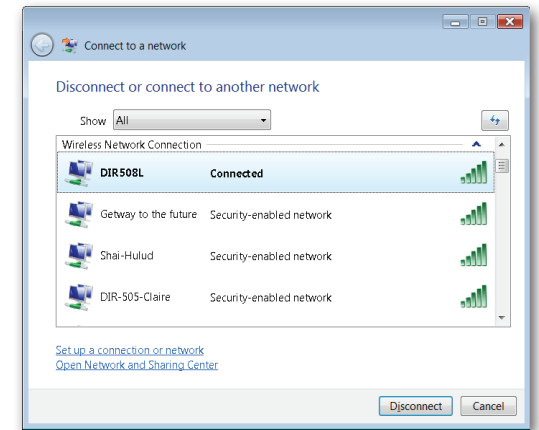 Connect to a network
Disconnect or connect to another network
Show All
Wireless Network Connection
DIR508L Connected
Getway to the future Security-enabled network
Shai-Hulud Security-enabled network
DIR-505-Claire Security-enabled network
Set up a connection or network
Open Network and Sharing Center
Disconnect Cancel